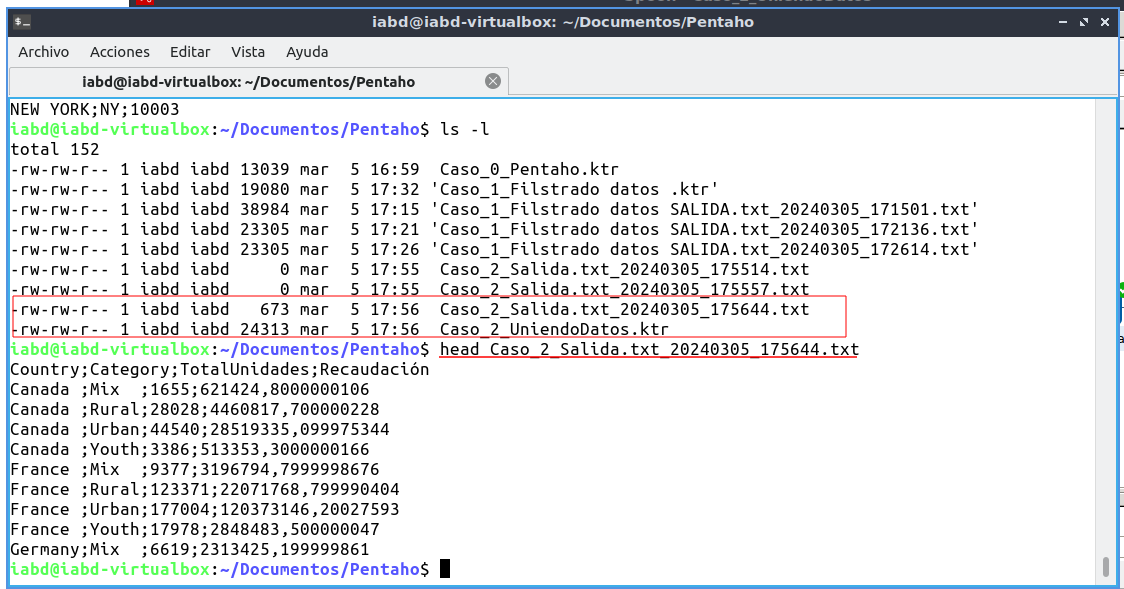 iabd@iabd-virtualbox: ~/Documentos/Pentaho
Archivo Acciones Editar Vista Ayuda
iabd@iabd-virtualbox: ~/Documentos/Pentaho
NEW YORK;NY;10003
iabd@iabd-virtualbox:~/Documentos/Pentaho$ ls -l
total 152
-rw-rw-r-- 1 iabd iabd 13039 mar  5 16:59  Caso_0_Pentaho.ktr
-rw-rw-r-- 1 iabd iabd 19080 mar  5 17:32 'Caso_1_Filstrado datos .ktr'
-rw-rw-r-- 1 iabd iabd 38984 mar  5 17:15 'Caso_1_Filstrado datos SALIDA.txt_20240305_171501.txt'
-rw-rw-r-- 1 iabd iabd 23305 mar  5 17:21 'Caso_1_Filstrado datos SALIDA.txt_20240305_172136.txt'
-rw-rw-r-- 1 iabd iabd 23305 mar  5 17:26 'Caso_1_Filstrado datos SALIDA.txt_20240305_172614.txt'
-rw-rw-r-- 1 iabd iabd     0 mar  5 17:55  Caso_2_Salida.txt_20240305_175514.txt
-rw-rw-r-- 1 iabd iabd     0 mar  5 17:55  Caso_2_Salida.txt_20240305_175557.txt
-rw-rw-r-- 1 iabd iabd   673 mar  5 17:56  Caso_2_Salida.txt_20240305_175644.txt
-rw-rw-r-- 1 iabd iabd 24313 mar  5 17:56  Caso_2_UniendoDatos.ktr
iabd@iabd-virtualbox:~/Documentos/Pentaho$ head Caso_2_Salida.txt_20240305_175644.txt
Country;Category;TotalUnidades;Recaudación
Canada ;Mix  ;1655;621424,8000000106
Canada ;Rural;28028;4460817,700000228
Canada ;Urban;44540;28519335,099975344
Canada ;Youth;3386;513353,3000000166
France ;Mix  ;9377;3196794,7999998676
France ;Rural;123371;22071768,799990404
France ;Urban;177004;120373146,20027593
France ;Youth;17978;2848483,500000047
Germany;Mix  ;6619;2313425,199999861
iabd@iabd-virtualbox:~/Documentos/Pentaho$